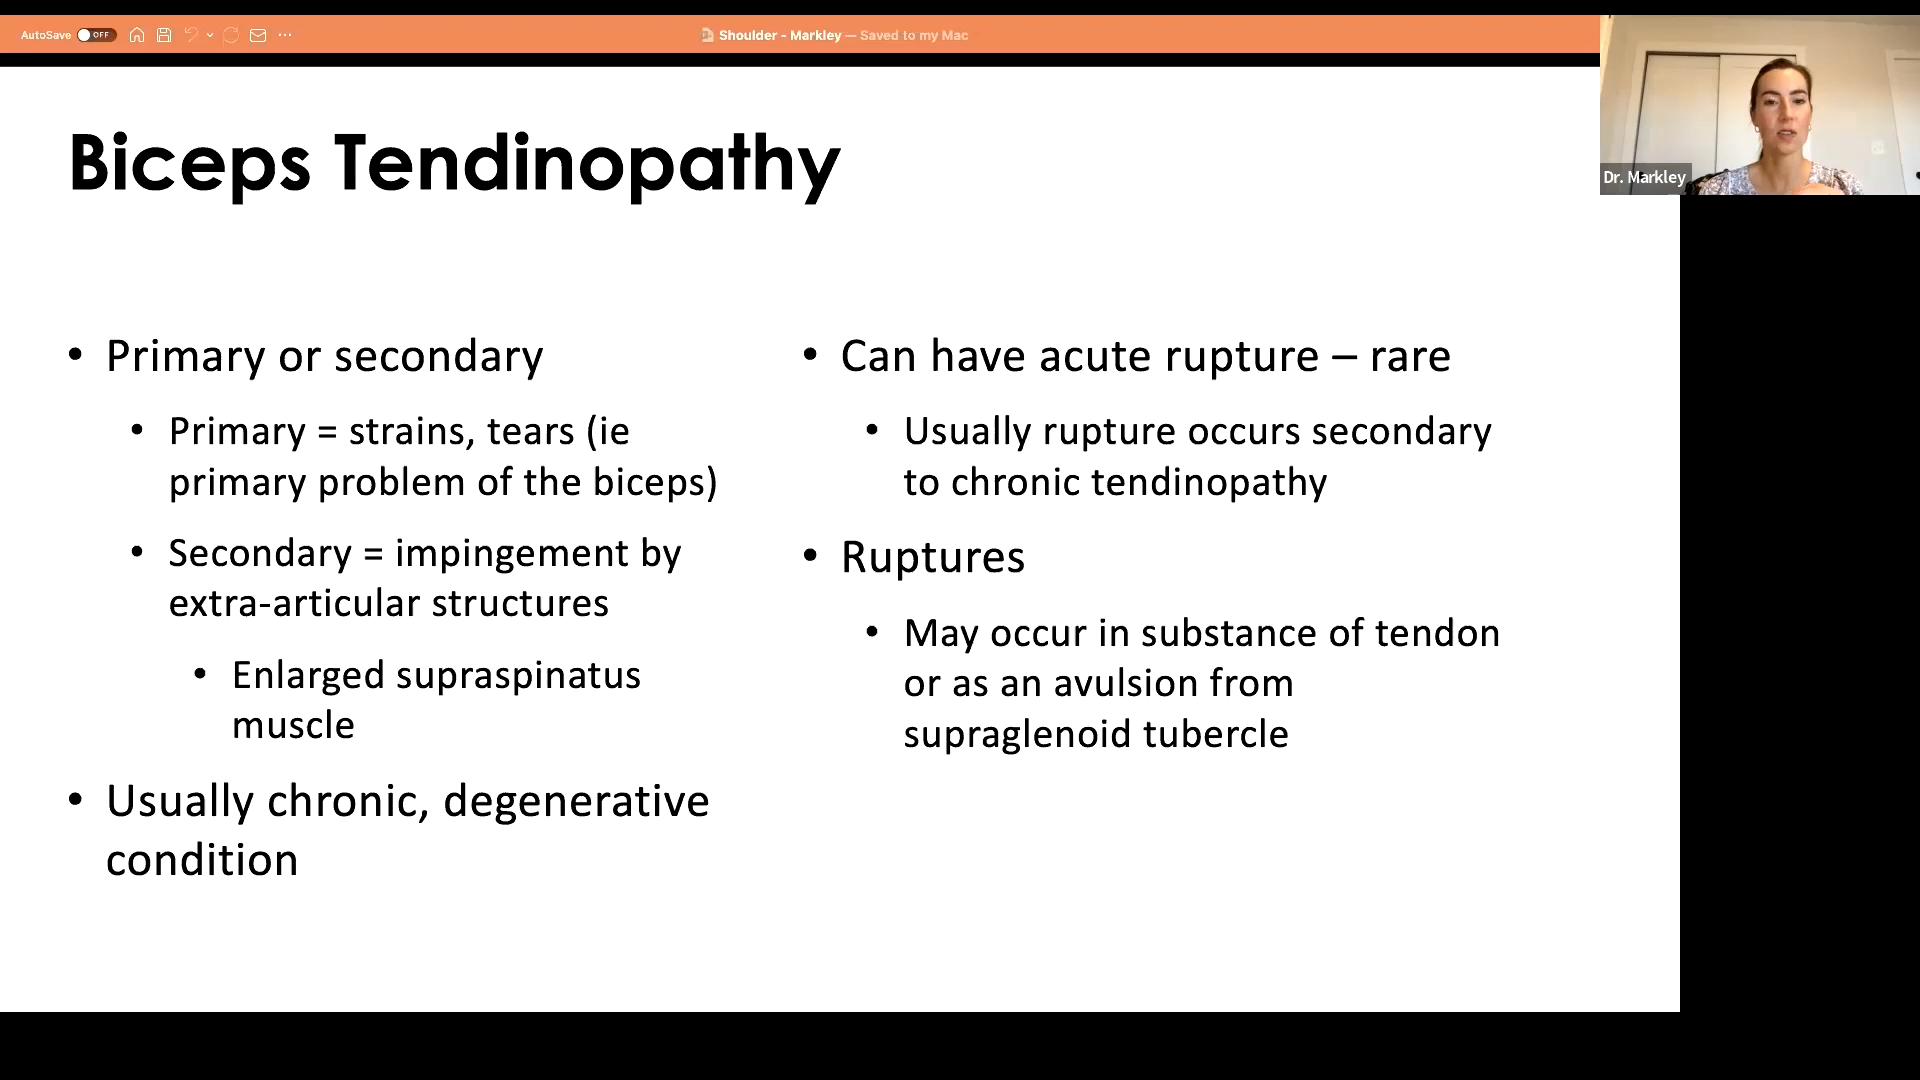 AutoSave OFF
Shoulder - Markley — Saved to my Mac
Dr. Markley
Biceps Tendinopathy
• Primary or secondary
• Primary = strains, tears (ie
primary problem of the biceps)
• Secondary = impingement by
extra-articular structures
• Enlarged supraspinatus
muscle
• Usually chronic, degenerative
condition
• Can have acute rupture – rare
• Usually rupture occurs secondary
to chronic tendinopathy
• Ruptures
• May occur in substance of tendon
or as an avulsion from
supraglenoid tubercle